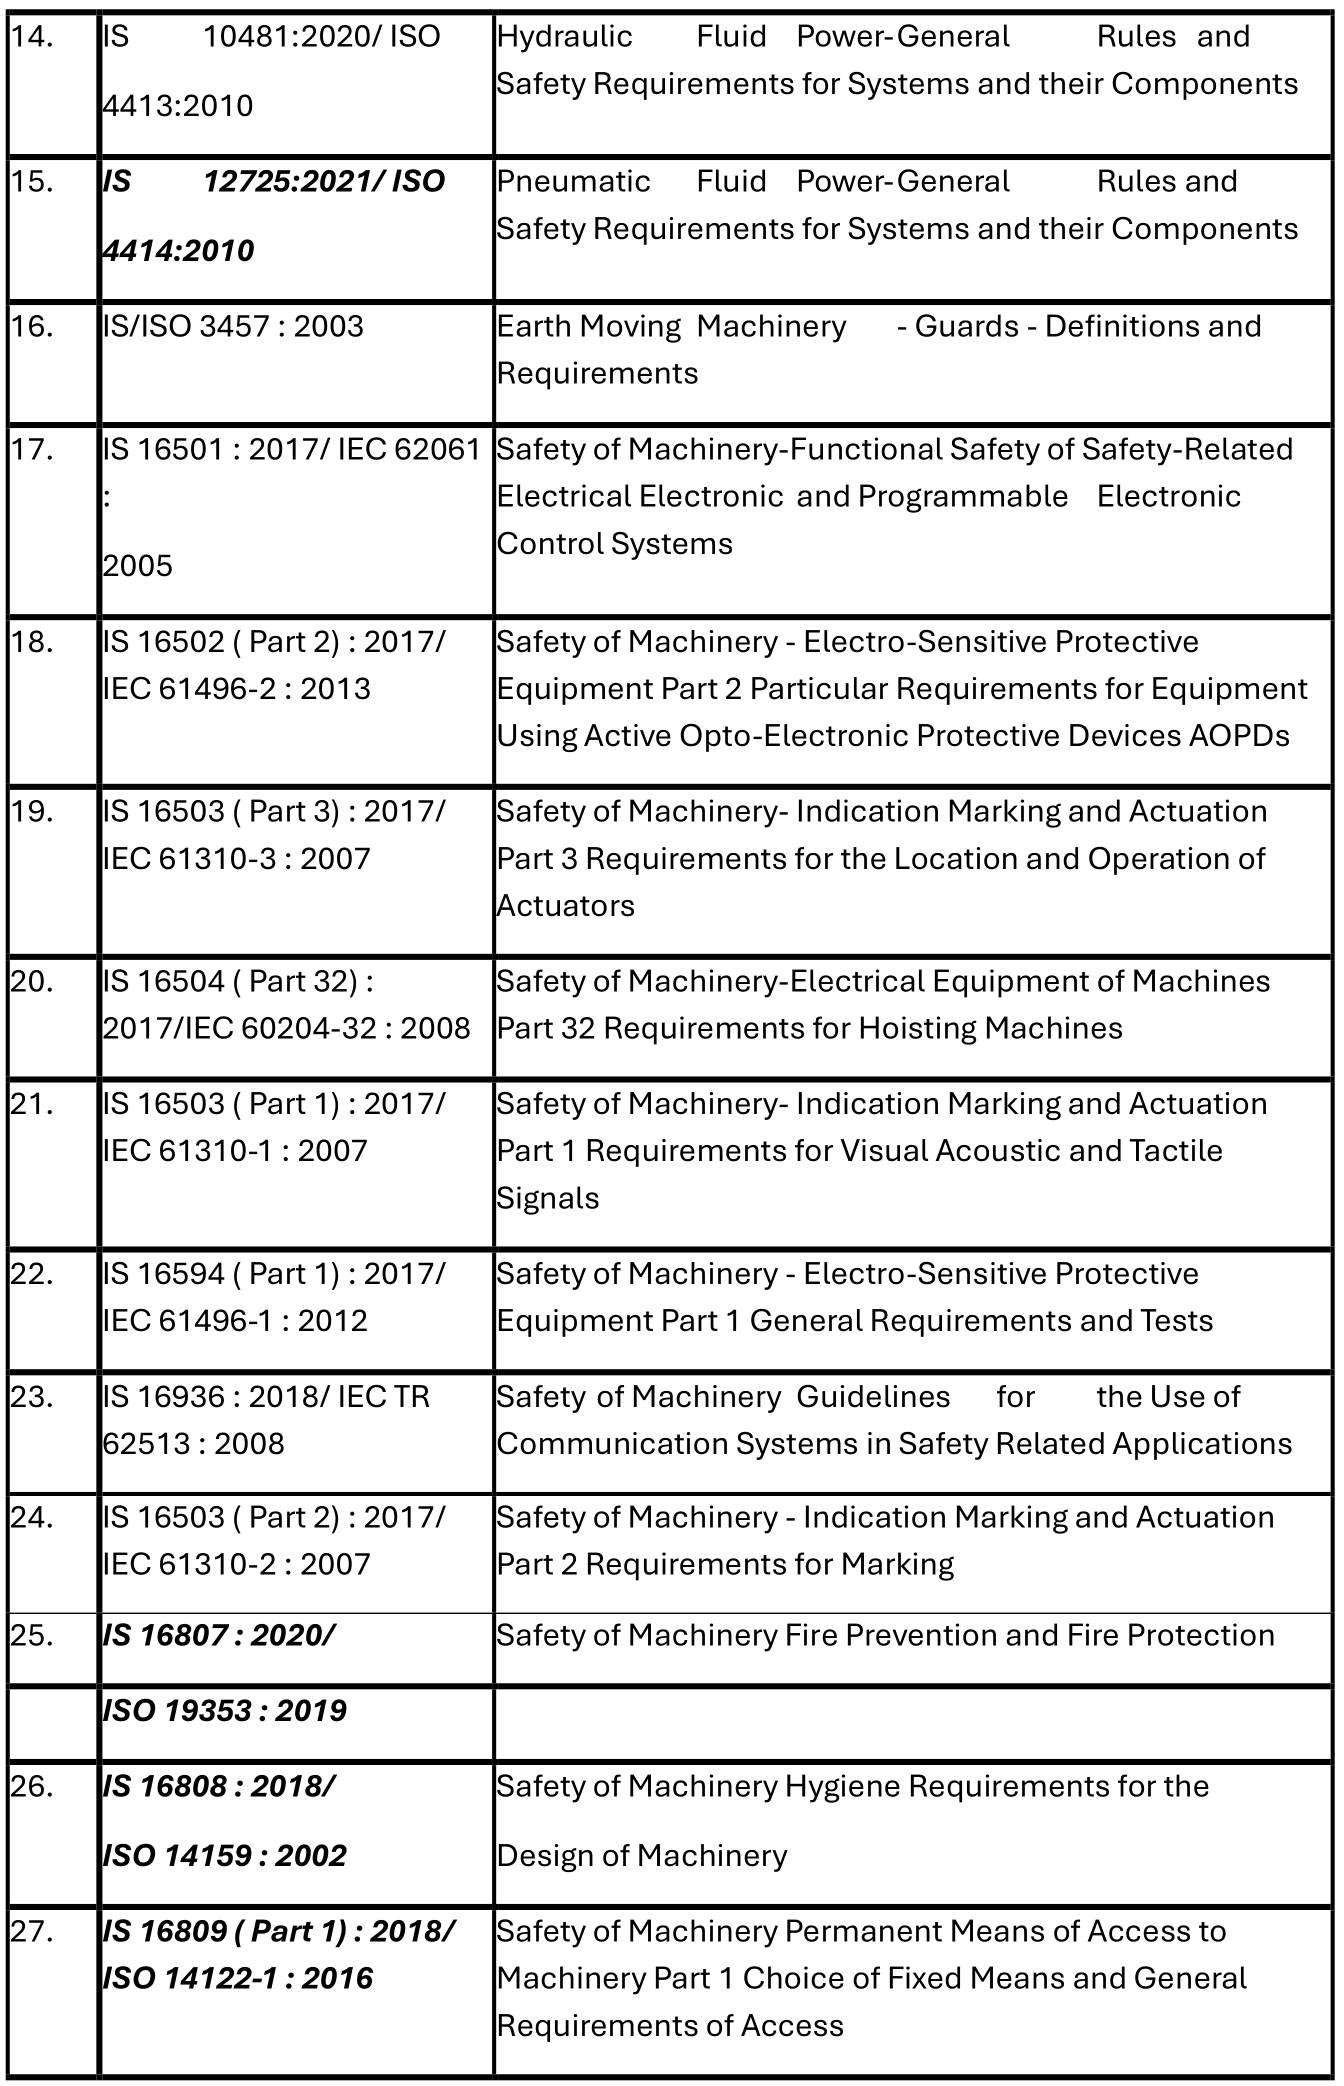 14.
IS 10481:2020/ ISO
4413:2010
Hydraulic Fluid Power-General Rules and
Safety Requirements for Systems and their Components
15.
IS 12725:2021/ ISO
4414:2010
Pneumatic Fluid Power-General Rules and
Safety Requirements for Systems and their Components
16.
IS/ISO 3457 : 2003
Earth Moving Machinery - Guards - Definitions and
Requirements
17.
IS 16501 : 2017/ IEC 62061
:
2005
Safety of Machinery-Functional Safety of Safety-Related
Electrical Electronic and Programmable Electronic
Control Systems
18.
IS 16502 ( Part 2) : 2017/
IEC 61496-2 : 2013
Safety of Machinery - Electro-Sensitive Protective
Equipment Part 2 Particular Requirements for Equipment
Using Active Opto-Electronic Protective Devices AOPDs
19.
IS 16503 ( Part 3) : 2017/
IEC 61310-3 : 2007
Safety of Machinery- Indication Marking and Actuation
Part 3 Requirements for the Location and Operation of
Actuators
20.
IS 16504 ( Part 32) :
2017/IEC 60204-32 : 2008
Safety of Machinery-Electrical Equipment of Machines
Part 32 Requirements for Hoisting Machines
21.
IS 16503 ( Part 1) : 2017/
IEC 61310-1 : 2007
Safety of Machinery- Indication Marking and Actuation
Part 1 Requirements for Visual Acoustic and Tactile
Signals
22.
IS 16594 ( Part 1) : 2017/
IEC 61496-1 : 2012
Safety of Machinery - Electro-Sensitive Protective
Equipment Part 1 General Requirements and Tests
23.
IS 16936 : 2018/ IEC TR
62513 : 2008
Safety of Machinery Guidelines for the Use of
Communication Systems in Safety Related Applications
24.
IS 16503 ( Part 2) : 2017/
IEC 61310-2 : 2007
Safety of Machinery - Indication Marking and Actuation
Part 2 Requirements for Marking
25.
IS 16807 : 2020/
Safety of Machinery Fire Prevention and Fire Protection
ISO 19353 : 2019
26.
IS 16808 : 2018/
ISO 14159 : 2002
Safety of Machinery Hygiene Requirements for the
Design of Machinery
27.
IS 16809 ( Part 1) : 2018/
ISO 14122-1 : 2016
Safety of Machinery Permanent Means of Access to
Machinery Part 1 Choice of Fixed Means and General
Requirements of Access